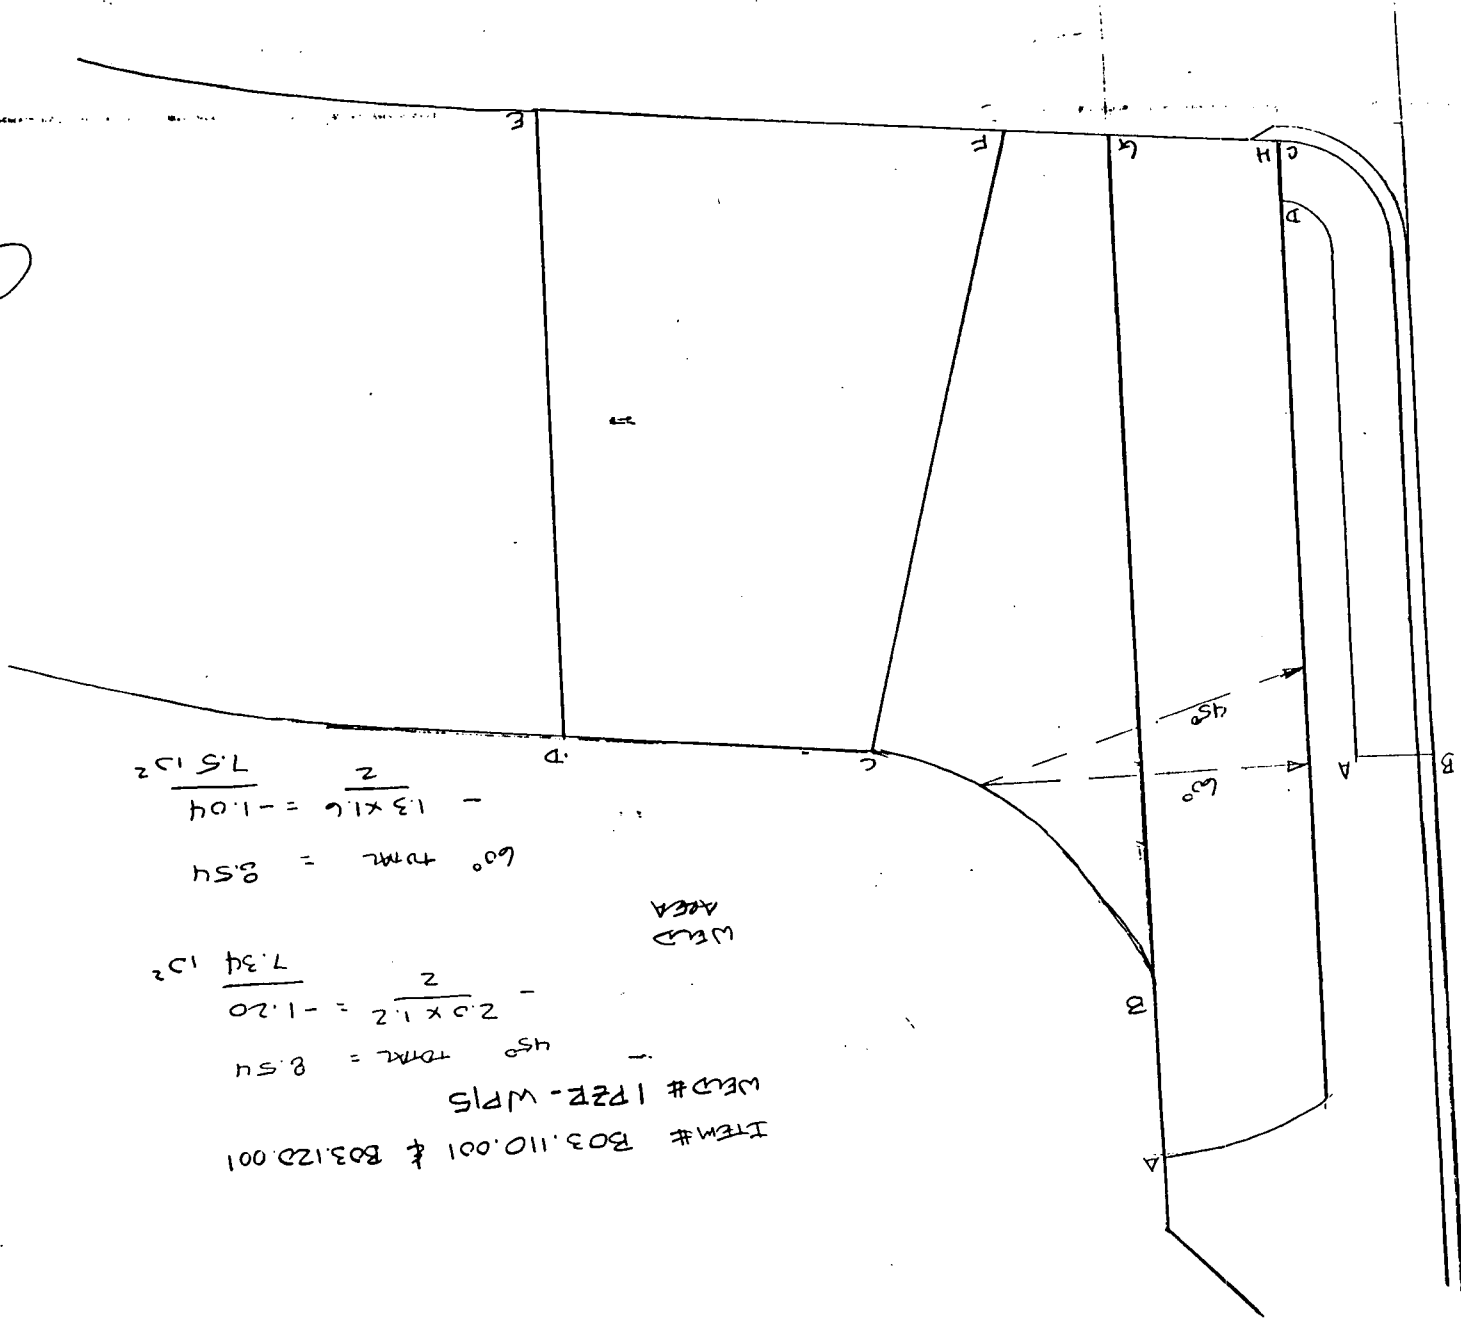 ITEM# B03.110.001 & B03.120.001
WELD# 1PZR-WP15
45° TOTAL = 8.54
- 2.0 x 1.2 / 2 = -1.20
7.34 IN²
WELD
AREA
60° TOTAL = 8.54
- 1.3 x 1.6 / 2 = -1.04
7.5 IN²
A
B
B
A
60°
45°
C
D
D
C H
G
F
E